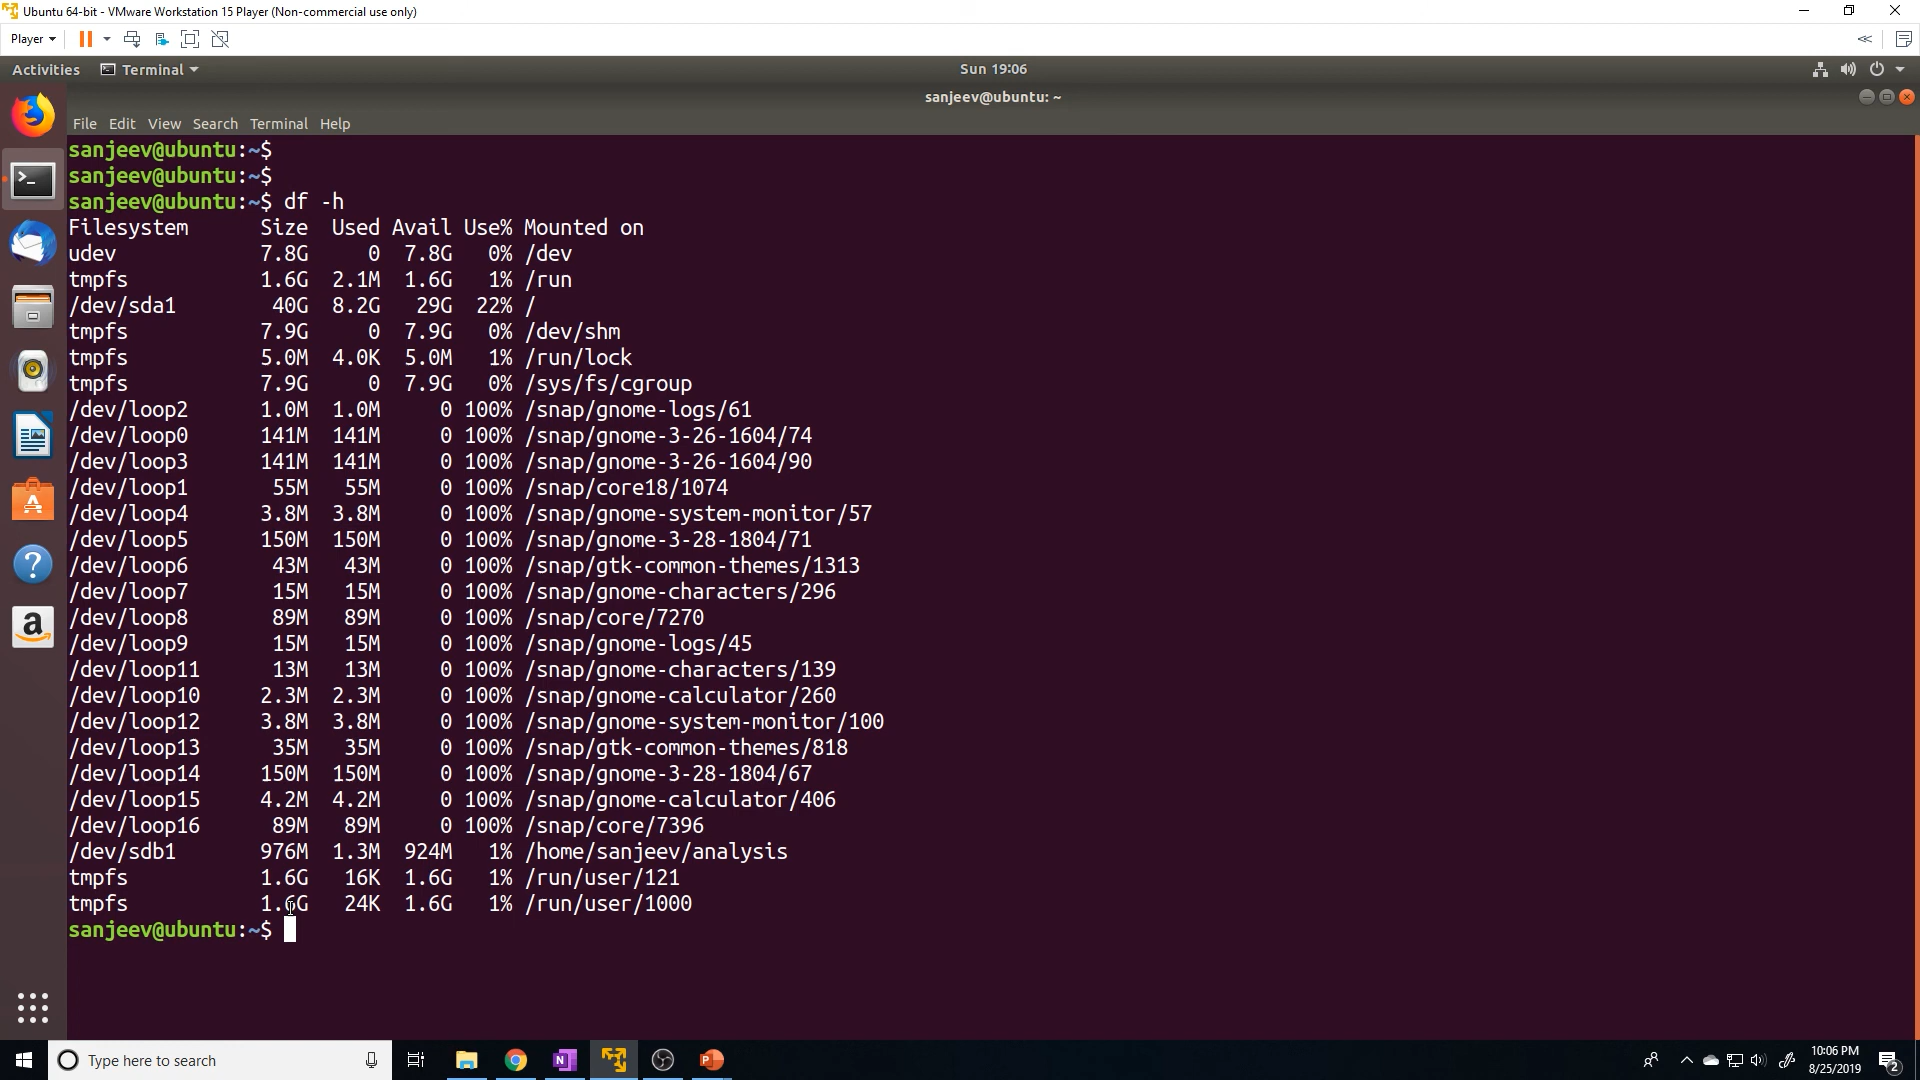 Ubuntu 64-bit - VMware Workstation 15 Player (Non-commercial use only)
Player
Activities Terminal Sun 19:06
sanjeev@ubuntu: ~
File Edit View Search Terminal Help
sanjeev@ubuntu:~$
sanjeev@ubuntu:~$
sanjeev@ubuntu:~$ df -h
Filesystem Size Used Avail Use% Mounted on
udev 7.8G 0 7.8G 0% /dev
tmpfs 1.6G 2.1M 1.6G 1% /run
/dev/sda1 40G 8.2G 29G 22% /
tmpfs 7.9G 0 7.9G 0% /dev/shm
tmpfs 5.0M 4.0K 5.0M 1% /run/lock
tmpfs 7.9G 0 7.9G 0% /sys/fs/cgroup
/dev/loop2 1.0M 1.0M 0 100% /snap/gnome-logs/61
/dev/loop0 141M 141M 0 100% /snap/gnome-3-26-1604/74
/dev/loop3 141M 141M 0 100% /snap/gnome-3-26-1604/90
/dev/loop1 55M 55M 0 100% /snap/core18/1074
/dev/loop4 3.8M 3.8M 0 100% /snap/gnome-system-monitor/57
/dev/loop5 150M 150M 0 100% /snap/gnome-3-28-1804/71
/dev/loop6 43M 43M 0 100% /snap/gtk-common-themes/1313
/dev/loop7 15M 15M 0 100% /snap/gnome-characters/296
/dev/loop8 89M 89M 0 100% /snap/core/7270
/dev/loop9 15M 15M 0 100% /snap/gnome-logs/45
/dev/loop11 13M 13M 0 100% /snap/gnome-characters/139
/dev/loop10 2.3M 2.3M 0 100% /snap/gnome-calculator/260
/dev/loop12 3.8M 3.8M 0 100% /snap/gnome-system-monitor/100
/dev/loop13 35M 35M 0 100% /snap/gtk-common-themes/818
/dev/loop14 150M 150M 0 100% /snap/gnome-3-28-1804/67
/dev/loop15 4.2M 4.2M 0 100% /snap/gnome-calculator/406
/dev/loop16 89M 89M 0 100% /snap/core/7396
/dev/sdb1 976M 1.3M 924M 1% /home/sanjeev/analysis
tmpfs 1.6G 16K 1.6G 1% /run/user/121
tmpfs 1.6G 24K 1.6G 1% /run/user/1000
sanjeev@ubuntu:~$
Type here to search
10:06 PM
8/25/2019
2